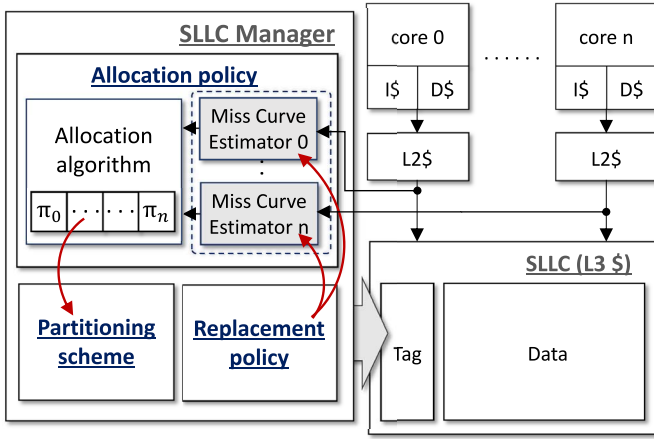 SLLC Manager
Allocation policy
Allocation
algorithm
π0 ...... πn
Miss Curve
Estimator 0
Miss Curve
Estimator n
Partitioning
scheme
Replacement
policy
core 0
I$ D$
L2$
......
core n
I$ D$
L2$
SLLC (L3 $)
Tag
Data